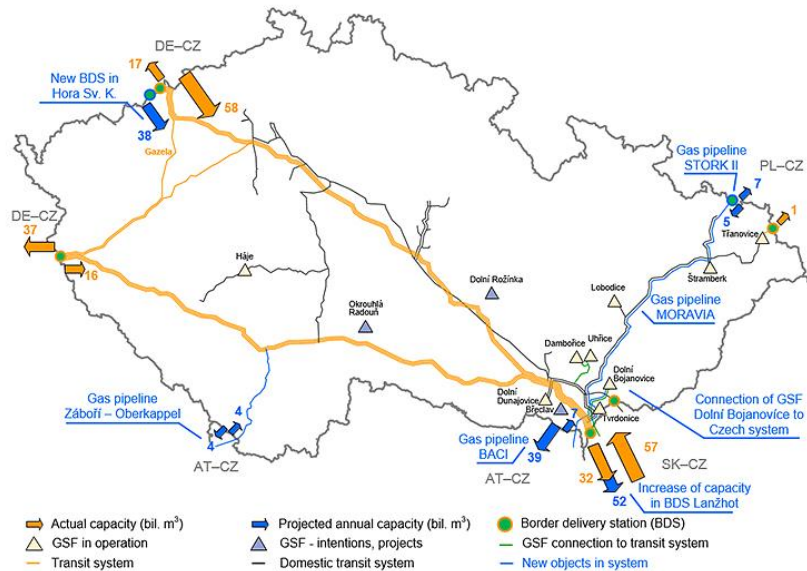 DE–CZ
17
New BDS in
Hora Sv. K.
38
58
Gazela
Gas pipeline
STORK II
PL–CZ
7
5
1
Třanovice
DE–CZ
37
16
Háje
Dolní Rožínka
Okrouhlá
Radouň
Štramberk
Lobodice
Gas pipeline
MORAVIA
Dambořice
Uhřice
Dolní
Bojanovice
Gas pipeline
Záboří – Oberkappel
4
4
AT–CZ
Dolní
Dunajovice
Břeclav
Tvrdonice
7
Connection of GSF
Dolní Bojanovíce to
Czech system
Gas pipeline
BACI
39
AT–CZ
57
32
SK–CZ
52
Increase of capacity
in BDS Lanžhot
Actual capacity (bil. m³)
Projected annual capacity (bil. m³)
Border delivery station (BDS)
GSF in operation
GSF - intentions, projects
GSF connection to transit system
Transit system
Domestic transit system
New objects in system